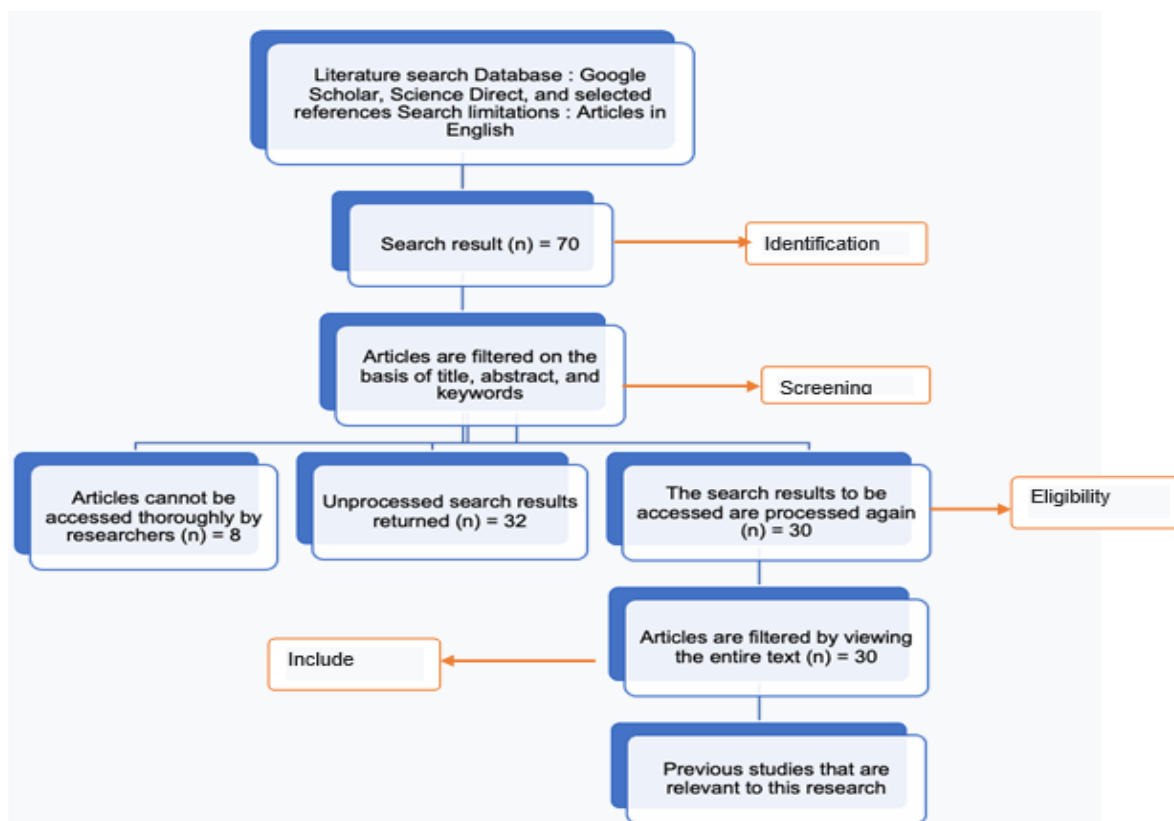 Literature search Database : Google
Scholar, Science Direct, and selected
references Search limitations : Articles in
English
Search result (n) = 70
Identification
Articles are filtered on the
basis of title, abstract, and
keywords
Screening
Articles cannot be
accessed thoroughly by
researchers (n) = 8
Unprocessed search results
returned (n) = 32
The search results to be
accessed are processed again
(n) = 30
Eligibility
Articles are filtered by viewing
the entire text (n) = 30
Include
Previous studies that are
relevant to this research